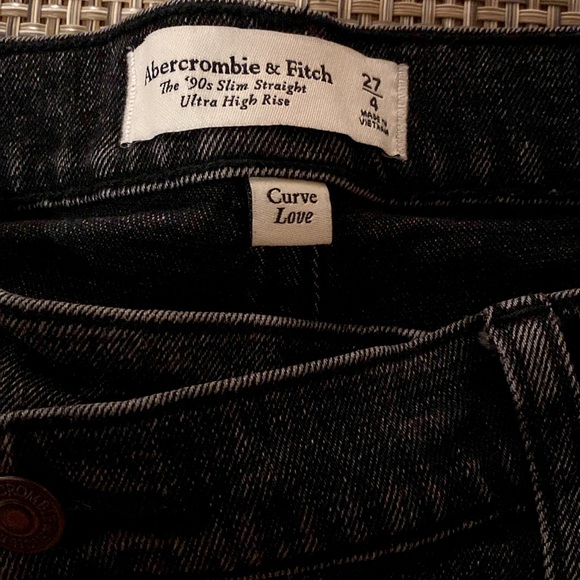 Abercrombie & Fitch
The '90s Slim Straight
Ultra High Rise
27
4
MADE IN
VIETNAM
Curve
Love